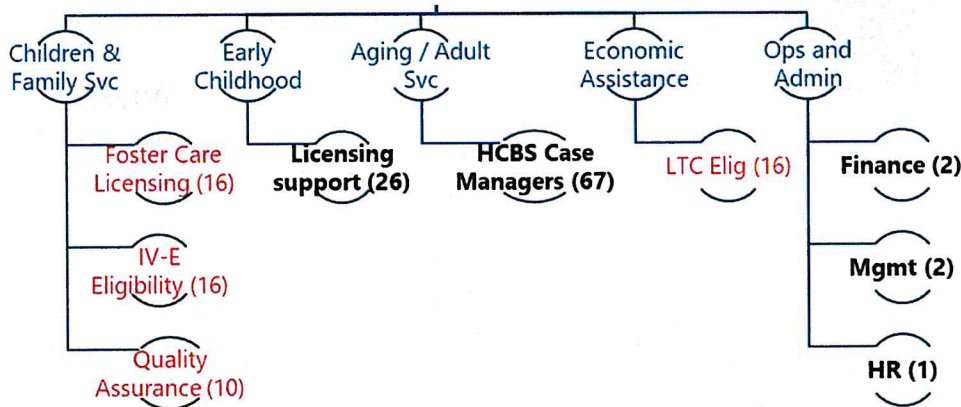 Children &
Family Svc
Early
Childhood
Aging / Adult
Svc
Economic
Assistance
Ops and
Admin
Foster Care
Licensing (16)
Licensing
support (26)
HCBS Case
Managers (67)
LTC Elig (16)
Finance (2)
IV-E
Eligibility (16)
Mgmt (2)
Quality
Assurance (10)
HR (1)